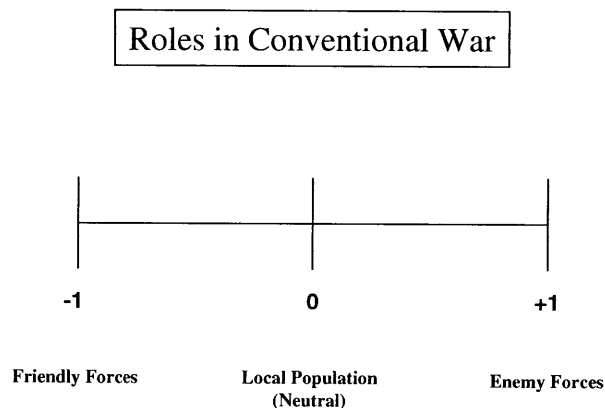 Roles in Conventional War
-1
0
+1
Friendly Forces
Local Population
(Neutral)
Enemy Forces